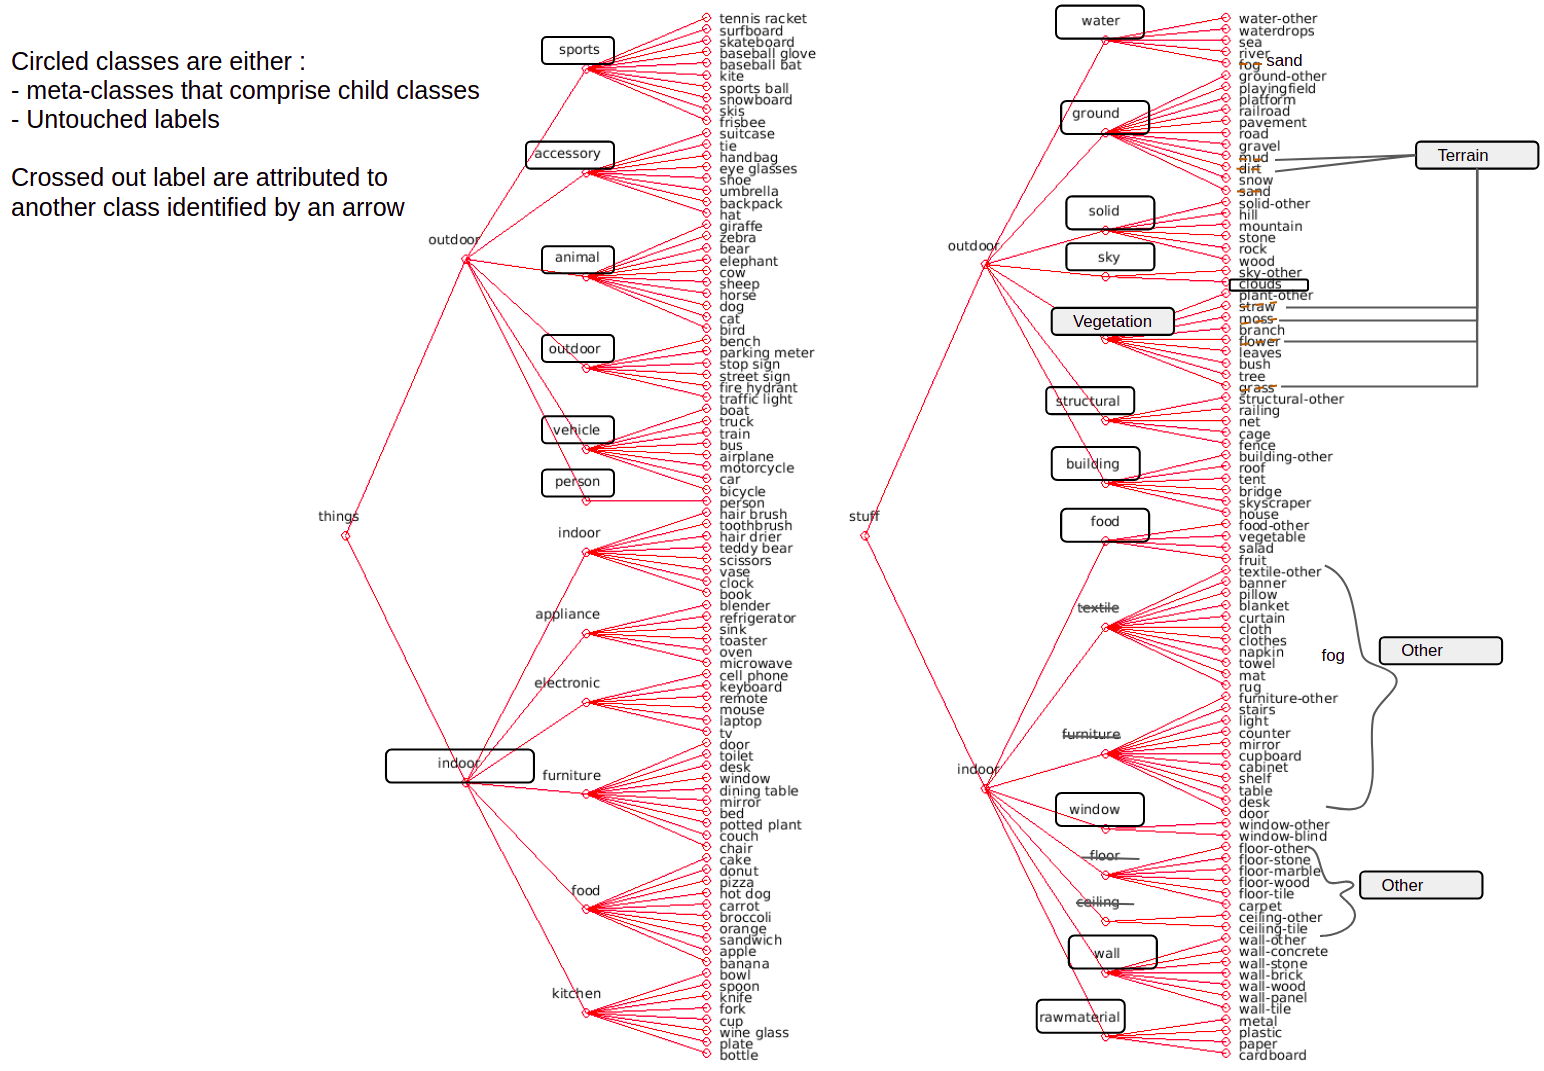 Circled classes are either :
- meta-classes that comprise child classes
- Untouched labels
Crossed out label are attributed to
another class identified by an arrow
things
outdoor
indoor
sports
accessory
animal
outdoor
vehicle
person
indoor
appliance
electronic
furniture
food
kitchen
tennis racket
surfboard
skateboard
baseball glove
baseball bat
kite
sports ball
snowboard
skis
frisbee
suitcase
tie
handbag
eye glasses
shoe
umbrella
backpack
hat
giraffe
zebra
bear
elephant
cow
sheep
horse
dog
cat
bird
bench
parking meter
stop sign
street sign
fire hydrant
traffic light
boat
truck
train
bus
airplane
motorcycle
car
bicycle
person
hair brush
toothbrush
hair drier
teddy bear
scissors
vase
clock
book
blender
refrigerator
sink
toaster
oven
microwave
cell phone
keyboard
remote
mouse
laptop
tv
door
toilet
desk
window
dining table
mirror
bed
potted plant
couch
chair
cake
donut
pizza
hot dog
carrot
broccoli
orange
sandwich
apple
banana
bowl
spoon
knife
fork
cup
wine glass
plate
bottle
stuff
outdoor
indoor
water
ground
solid
sky
Vegetation
structural
building
food
textile
furniture
window
floor
ceiling
wall
rawmaterial
water-other
waterdrops
sea
river
fog
sand
ground-other
playingfield
platform
railroad
pavement
road
gravel
mud
dirt
snow
sand
solid-other
hill
mountain
stone
rock
wood
sky-other
clouds
plant-other
straw
moss
branch
flower
leaves
bush
tree
grass
structural-other
railing
net
cage
fence
building-other
roof
tent
bridge
skyscraper
house
food-other
vegetable
salad
fruit
textile-other
banner
pillow
blanket
curtain
cloth
clothes
napkin
towel
mat
rug
furniture-other
stairs
light
counter
mirror
cupboard
cabinet
shelf
table
desk
door
window-other
window-blind
floor-other
floor-stone
floor-marble
floor-wood
floor-tile
carpet
ceiling-other
ceiling-tile
wall-other
wall-concrete
wall-stone
wall-brick
wall-wood
wall-panel
wall-tile
metal
plastic
paper
cardboard
Terrain
fog
Other
Other